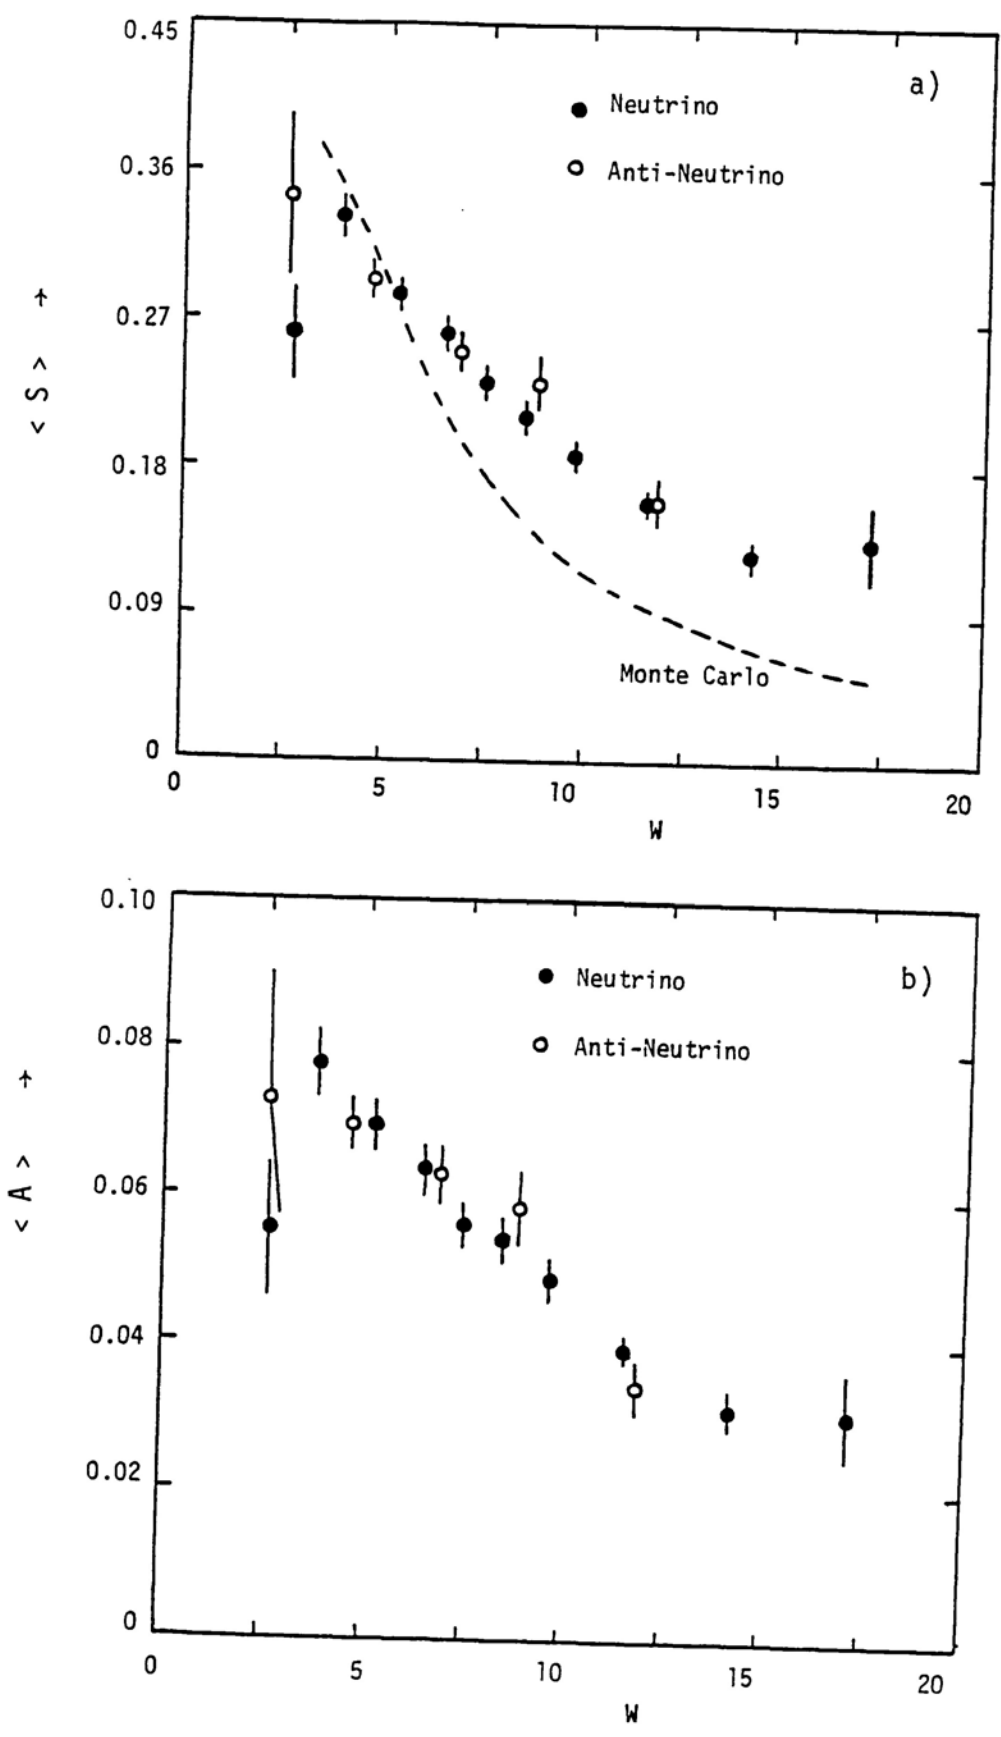 0.45
a)
Neutrino
0.36
Anti-Neutrino
< S > →
0.27
0.18
0.09
Monte Carlo
0
0 5 10 15 20
W
0.10
b)
Neutrino
0.08
Anti-Neutrino
< A > →
0.06
0.04
0.02
0
0 5 10 15 20
W